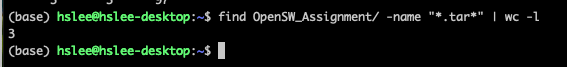 (base) hslee@hslee-desktop:~$ find OpenSW_Assignment/ -name "*.tar*" | wc -l
3
(base) hslee@hslee-desktop:~$